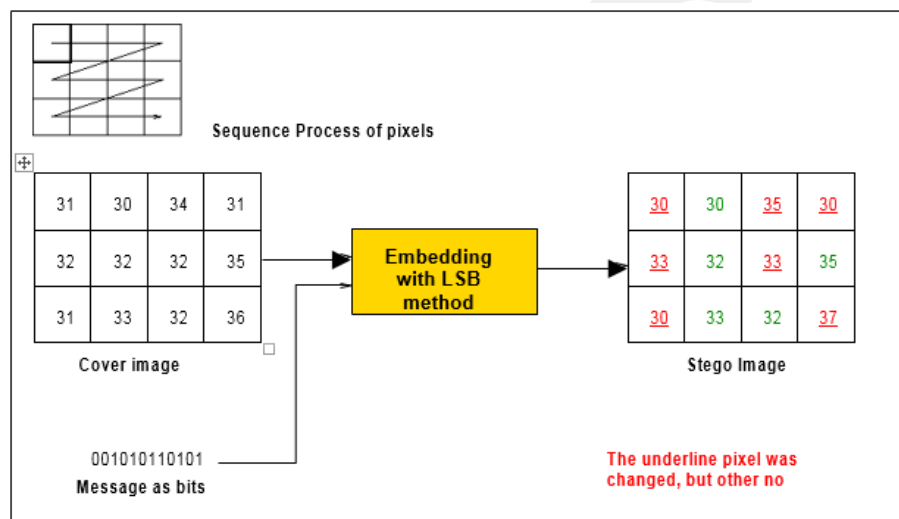 Sequence Process of pixels
31 30 34 31
32 32 32 35
31 33 32 36
Cover image
001010110101
Message as bits
Embedding
with LSB
method
30 30 35 30
33 32 33 35
30 33 32 37
Stego Image
The underline pixel was
changed, but other no